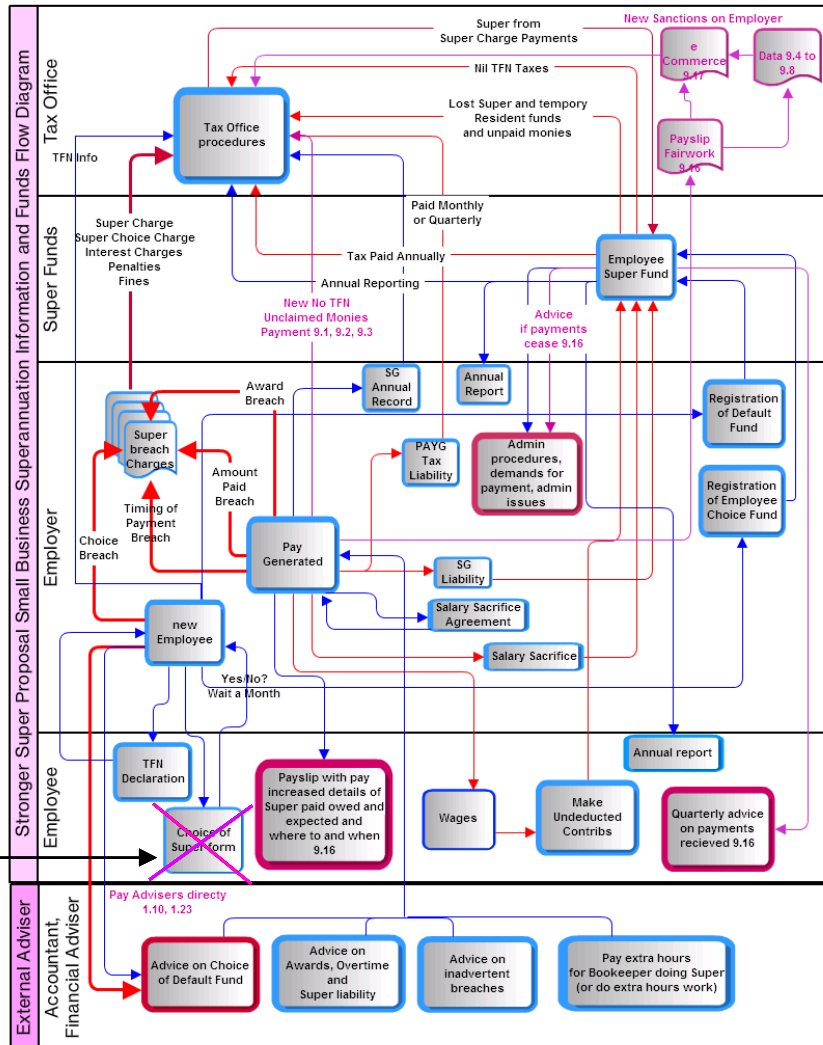 Stronger Super Proposal Small Business Superannuation Information and Funds Flow Diagram
External Adviser
Tax Office
Super Funds
Employer
Employee
Accountant,
Financial Adviser
Super from
Super Charge Payments
New Sanctions on Employer
e
Commerce
9.17
Data 9.4 to
9.8
Nil TFN Taxes
Tax Office
procedures
Lost Super and tempory
Resident funds
and unpaid monies
Payslip
Fairwork
9.16
TFN Info
Paid Monthly
or Quarterly
Super Charge
Super Choice Charge
Interest Charges
Penalties
Fines
Tax Paid Annually
Employee
Super Fund
Annual Reporting
New No TFN
Unclaimed Monies
Payment 9.1, 9.2, 9.3
Advice
if payments
cease 9.16
Award
Breach
SG
Annual
Record
Annual
Report
Registration
of Default
Fund
Super
breach
Charges
PAYG
Tax
Liability
Admin
procedures,
demands for
payment, admin
issues
Amount
Paid
Breach
Registration
of Employee
Choice Fund
Timing of
Payment
Breach
Choice
Breach
Pay
Generated
SG
Liability
Salary Sacrifice
Agreement
new
Employee
Salary Sacrifice
Yes/No?
Wait a Month
Annual report
TFN
Declaration
Payslip with pay
increased details of
Super paid owed and
expected and
where to and when
9.16
Wages
Make
Undeducted
Contribs
Quarterly advice
on payments
recieved 9.16
Choice of
Super form
Pay Advisers directy
1.10, 1.23
Advice on Choice
of Default Fund
Advice on
Awards, Overtime
and
Super liability
Advice on
inadvertent
breaches
Pay extra hours
for Bookeeper doing Super
(or do extra hours work)